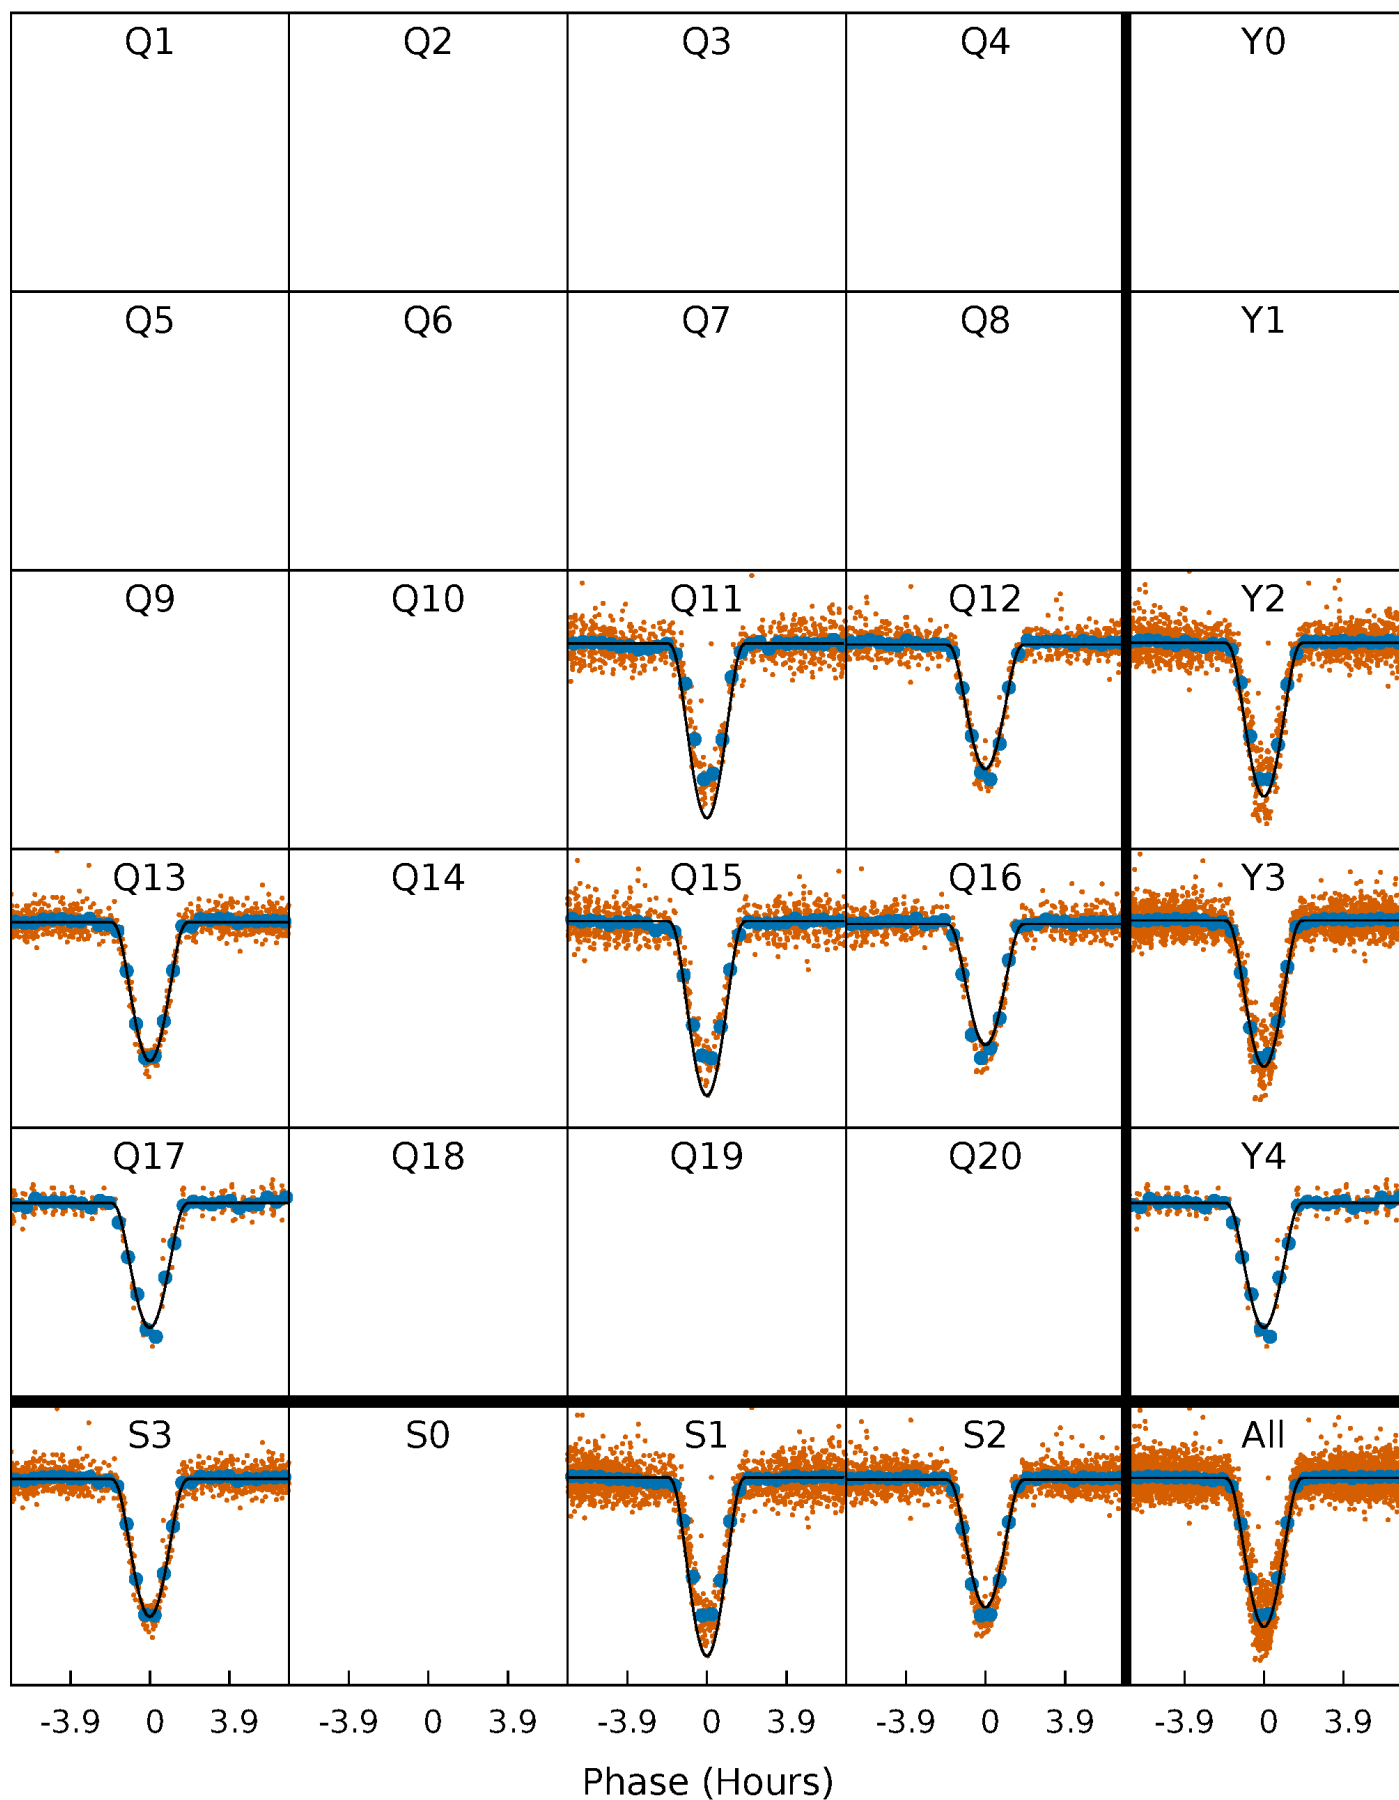 Q1 Q2 Q3 Q4 Y0
Q5 Q6 Q7 Q8 Y1
Q9 Q10 Q11 Q12 Y2
Q13 Q14 Q15 Q16 Y3
Q17 Q18 Q19 Q20 Y4
S3 S0 S1 S2 All
-3.9 0 3.9 -3.9 0 3.9 -3.9 0 3.9 -3.9 0 3.9 -3.9 0 3.9
Phase (Hours)